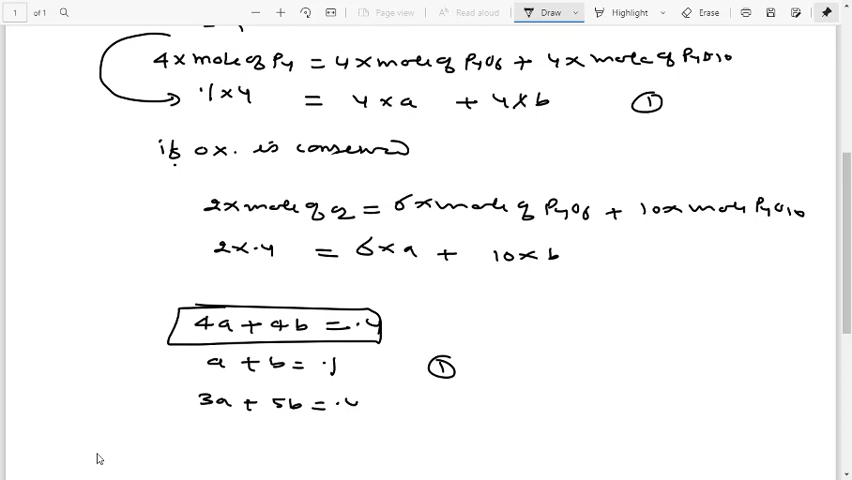 1 of 1 Page view Read aloud Draw Highlight Erase
4 x mole of P4 = 4 x mole of P4O6 + 4 x mole of P4O10
.1 x 4 = 4 x a + 4 x b ①
if ox. is conserved
2 x mole of O2 = 6 x mole of P4O6 + 10 x mole P4O10
2 x .4 = 6 x a + 10 x b
4a + 4b = .4
a + b = .1 ①
3a + 5b = .4